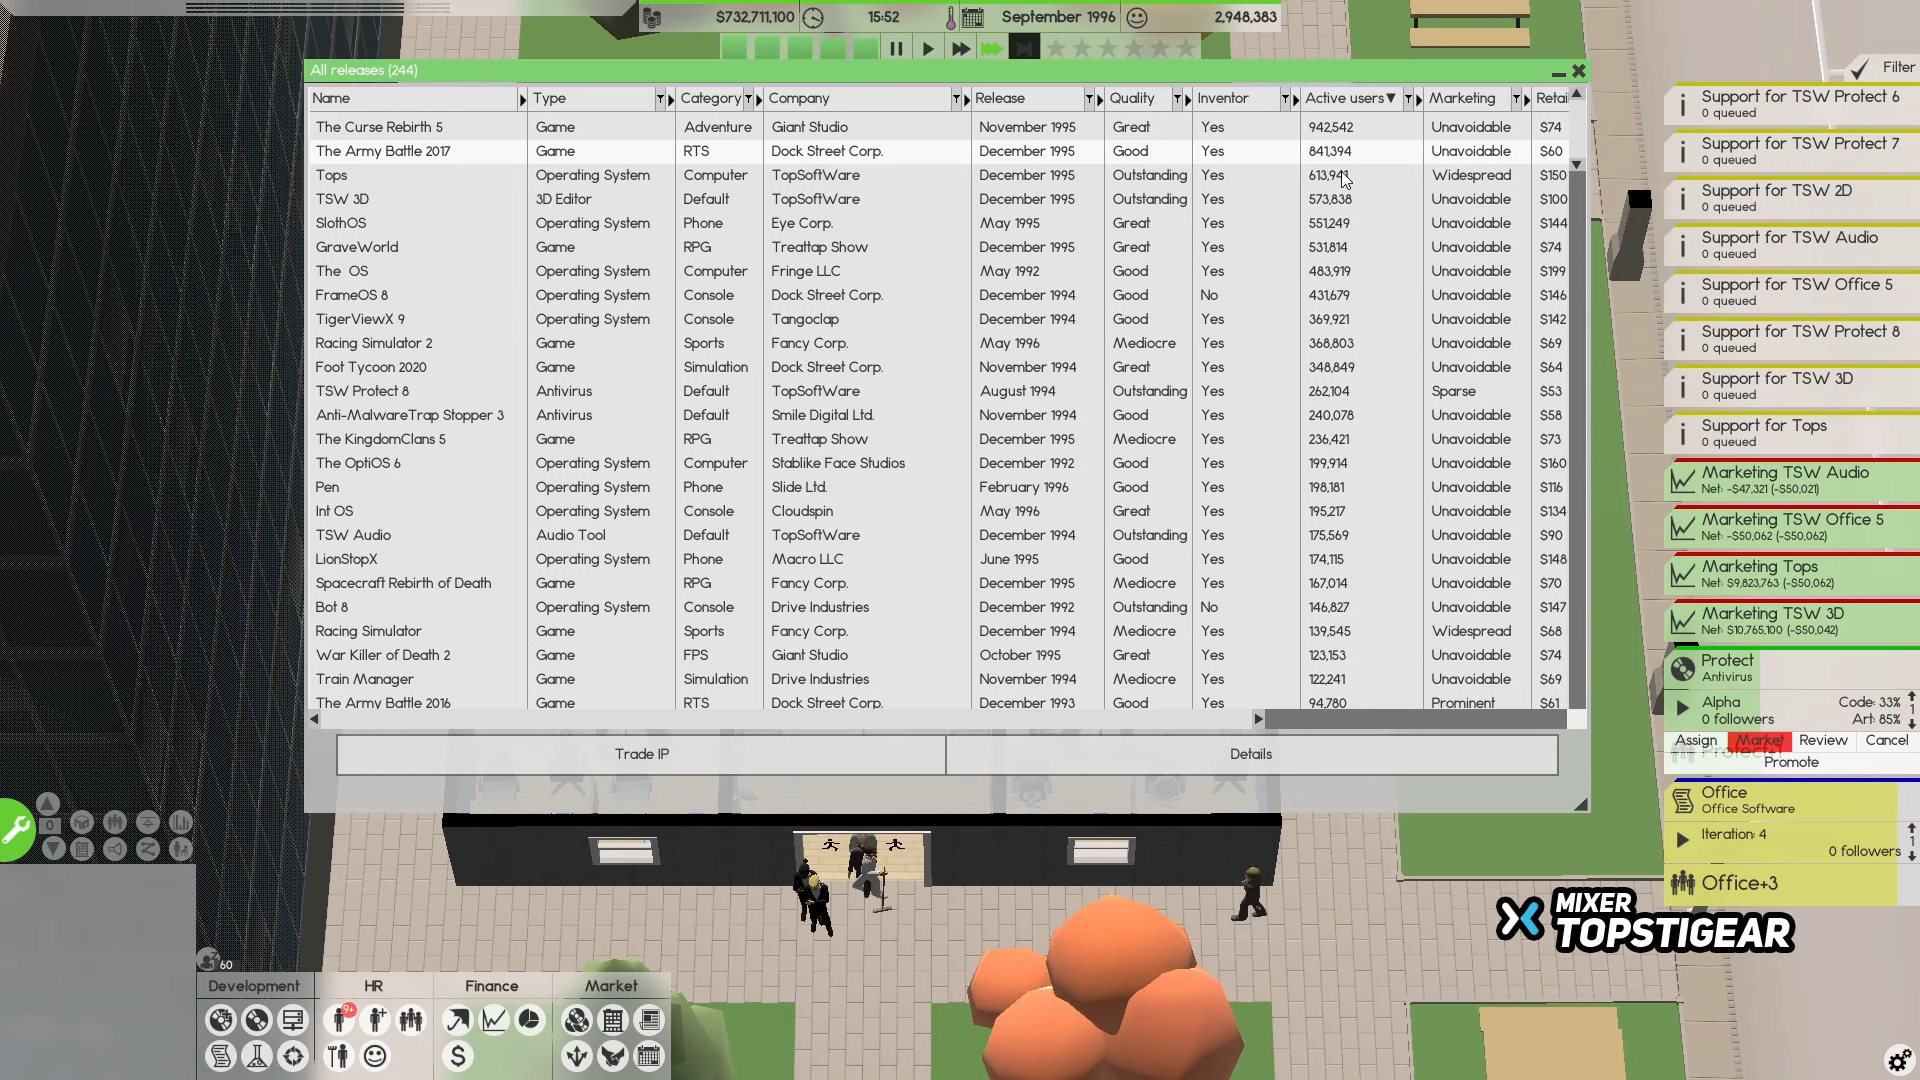 $732,711,100 15:52 September 1996 2,948,383
All releases (244)
Name Type Category Company Release Quality Inventor Active users▼ Marketing Retai
The Curse Rebirth 5 Game Adventure Giant Studio November 1995 Great Yes 942,542 Unavoidable $74
The Army Battle 2017 Game RTS Dock Street Corp. December 1995 Good Yes 841,394 Unavoidable $60
Tops Operating System Computer TopSoftWare December 1995 Outstanding Yes Widespread $150
TSW 3D 3D Editor Default TopSoftWare December 1995 Outstanding Yes 573,838 Unavoidable $100
SlothOS Operating System Phone Eye Corp. May 1995 Great Yes 551,249 Unavoidable $144
GraveWorld Game RPG Treattap Show December 1995 Great Yes 531,814 Unavoidable $74
The OS Operating System Computer Fringe LLC May 1992 Good Yes 483,919 Unavoidable $199
FrameOS 8 Operating System Console Dock Street Corp. December 1994 Good No 431,679 Unavoidable $146
TigerViewX 9 Operating System Console Tangoclap December 1994 Good Yes 369,921 Unavoidable $142
Racing Simulator 2 Game Sports Fancy Corp. May 1996 Mediocre Yes 368,803 Unavoidable $69
Foot Tycoon 2020 Game Simulation Dock Street Corp. November 1994 Great Yes 348,849 Unavoidable $64
TSW Protect 8 Antivirus Default TopSoftWare August 1994 Outstanding Yes 262,104 Sparse $53
Anti-MalwareTrap Stopper 3 Antivirus Default Smile Digital Ltd. November 1994 Good Yes 240,078 Unavoidable $58
The KingdomClans 5 Game RPG Treattap Show December 1995 Mediocre Yes 236,421 Unavoidable $73
The OptiOS 6 Operating System Computer Stablike Face Studios December 1992 Good Yes 199,914 Unavoidable $160
Pen Operating System Phone Slide Ltd. February 1996 Good Yes 198,181 Unavoidable $116
Int OS Operating System Console Cloudspin May 1996 Great Yes 195,217 Unavoidable $134
TSW Audio Audio Tool Default TopSoftWare December 1994 Outstanding Yes 175,569 Unavoidable $90
LionStopX Operating System Phone Macro LLC June 1995 Good Yes 174,115 Unavoidable $148
Spacecraft Rebirth of Death Game RPG Fancy Corp. December 1995 Mediocre Yes 167,014 Unavoidable $70
Bot 8 Operating System Console Drive Industries December 1992 Outstanding No 146,827 Unavoidable $147
Racing Simulator Game Sports Fancy Corp. December 1994 Mediocre Yes 139,545 Widespread $68
War Killer of Death 2 Game FPS Giant Studio October 1995 Great Yes 123,153 Unavoidable $74
Train Manager Game Simulation Drive Industries November 1994 Mediocre Yes 122,241 Unavoidable $69
The Army Battle 2016 Game RTS Dock Street Corp. December 1993 Good Yes 94,780 Prominent $61
Trade IP Details
Filter
Support for TSW Protect 6
0 queued
Support for TSW Protect 7
0 queued
Support for TSW 2D
0 queued
Support for TSW Audio
0 queued
Support for TSW Office 5
0 queued
Support for TSW Protect 8
0 queued
Support for TSW 3D
0 queued
Support for Tops
0 queued
Marketing TSW Audio
Net: -$47,321 (-$50,021)
Marketing TSW Office 5
Net: -$50,062 (-$50,062)
Marketing Tops
Net: $9,823,763 (-$50,062)
Marketing TSW 3D
Net: $10,765,100 (-$50,042)
Protect
Antivirus
Alpha Code: 33%
1
0 followers Art: 85%
Assign Market Review Cancel
Promote
Office
Office Software
Iteration: 4
1
0 followers
Office+3
MIXER
TOPSTIGEAR
0
60
Development HR Finance Market
9+